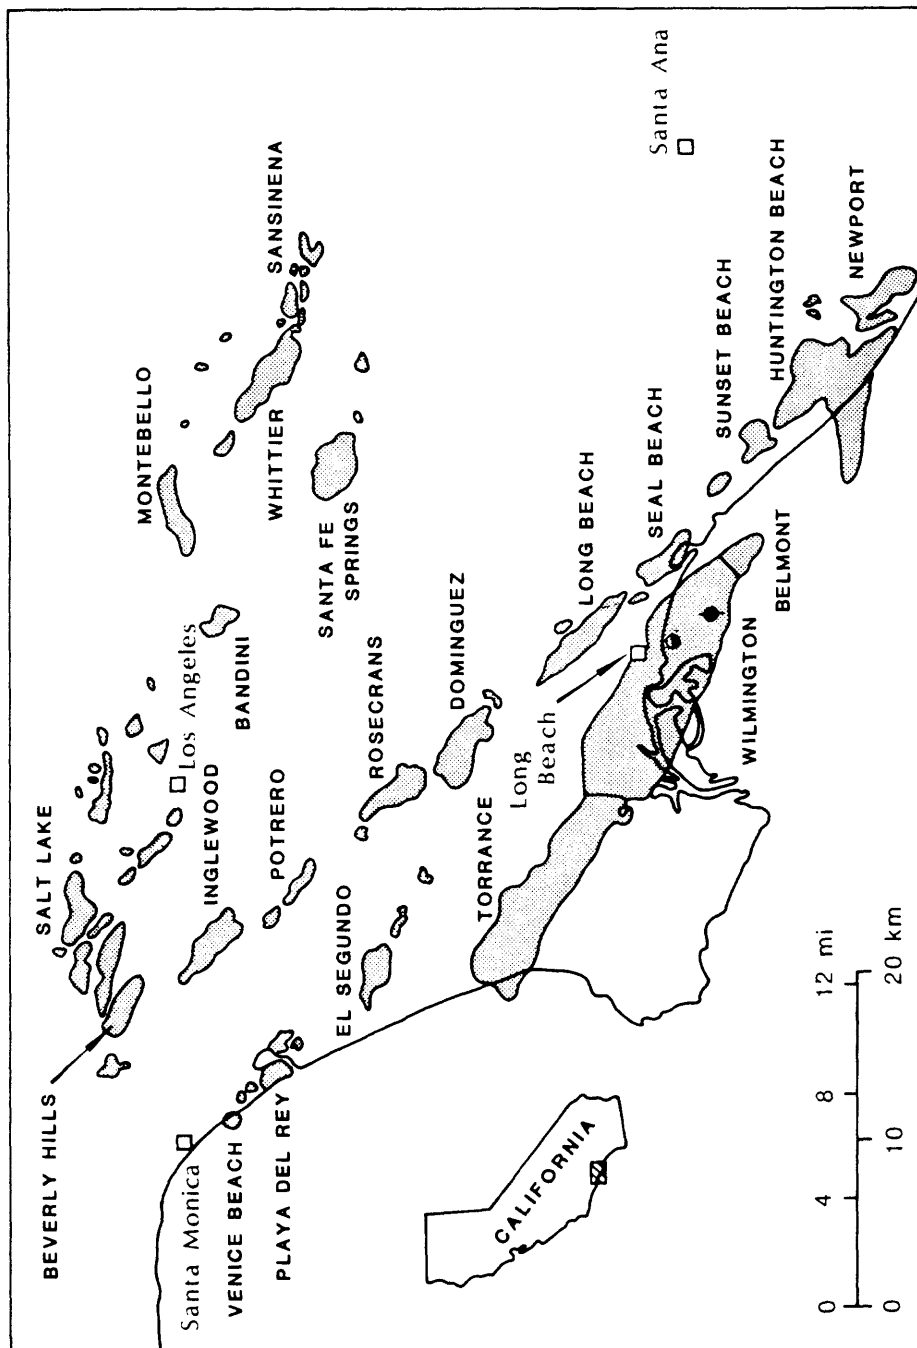 BEVERLY HILLS
SALT LAKE
Santa Monica
VENICE BEACH
PLAYA DEL REY
INGLEWOOD
Los Angeles
BANDINI
POTRERO
EL SEGUNDO
ROSECRANS
MONTEBELLO
WHITTIER
SANSINENA
SANTA FE
SPRINGS
DOMINGUEZ
TORRANCE
Long
Beach
LONG BEACH
SEAL BEACH
SUNSET BEACH
HUNTINGTON BEACH
NEWPORT
Santa Ana
WILMINGTON
BELMONT
CALIFORNIA
0 4 8 12 mi
0 10 20 km